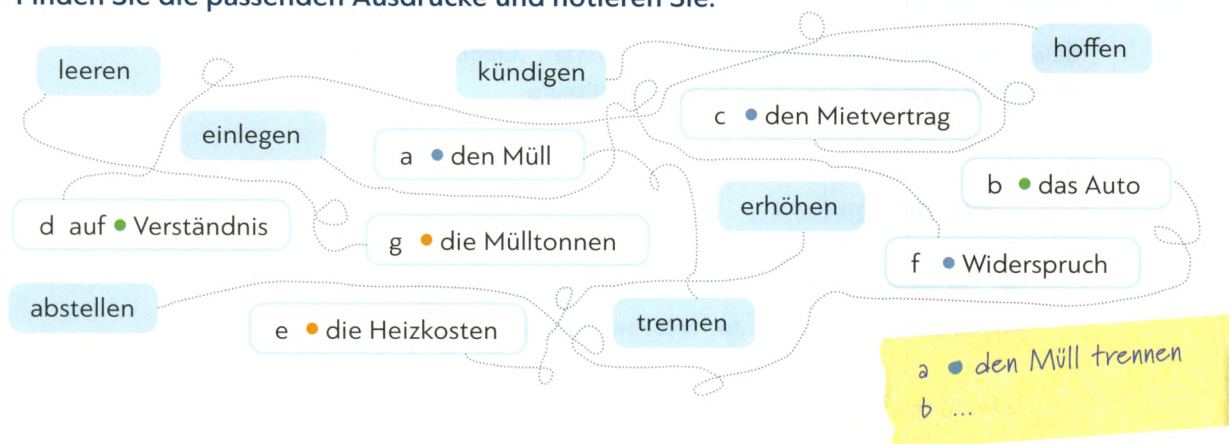 Finden Sie die passenden Ausdrücke und notieren Sie.
leeren
kündigen
hoffen
einlegen
a den Müll
c den Mietvertrag
b das Auto
d auf Verständnis
g die Mülltonnen
erhöhen
f Widerspruch
abstellen
e die Heizkosten
trennen
a den Müll trennen
b ...